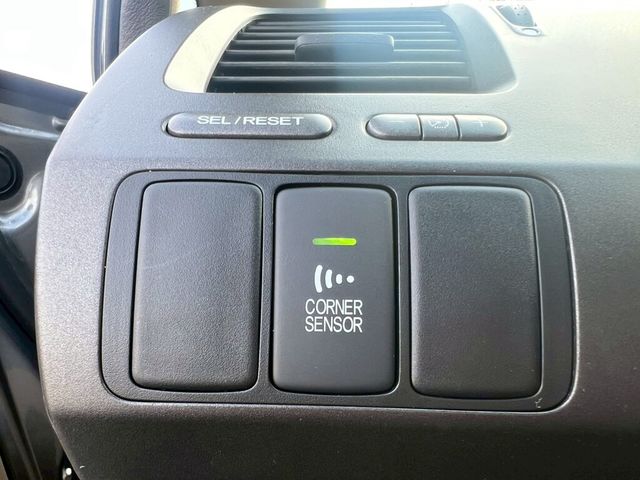 SEL/RESET
- +
CORNER
SENSOR